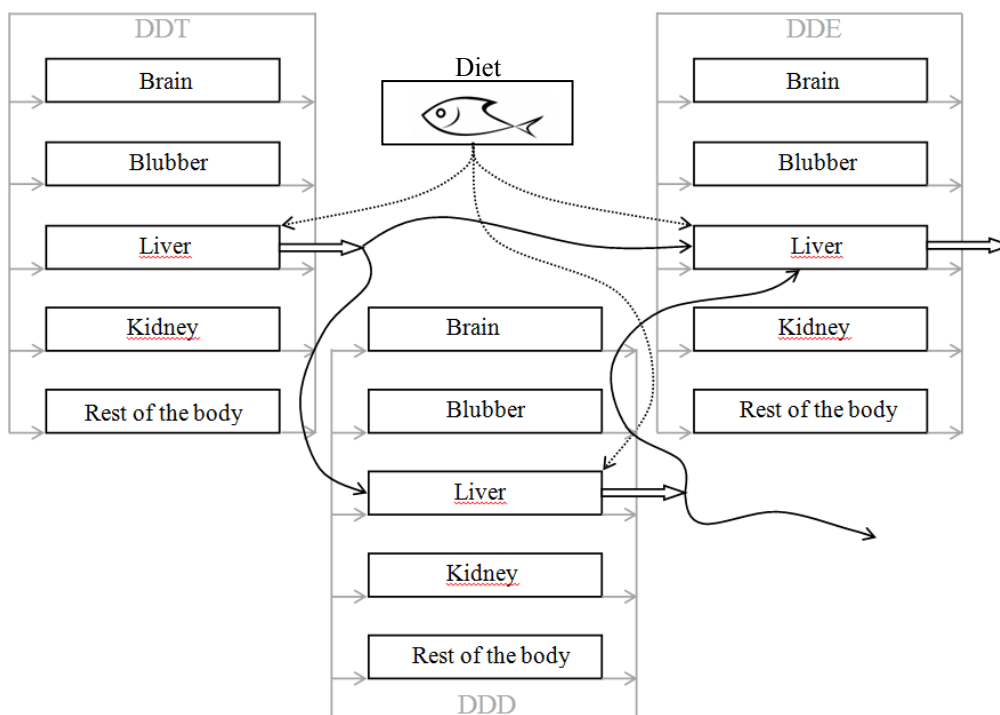 DDT
Brain
Blubber
Liver
Kidney
Rest of the body
Diet
DDE
Brain
Blubber
Liver
Kidney
Rest of the body
Brain
Blubber
Liver
Kidney
Rest of the body
DDD